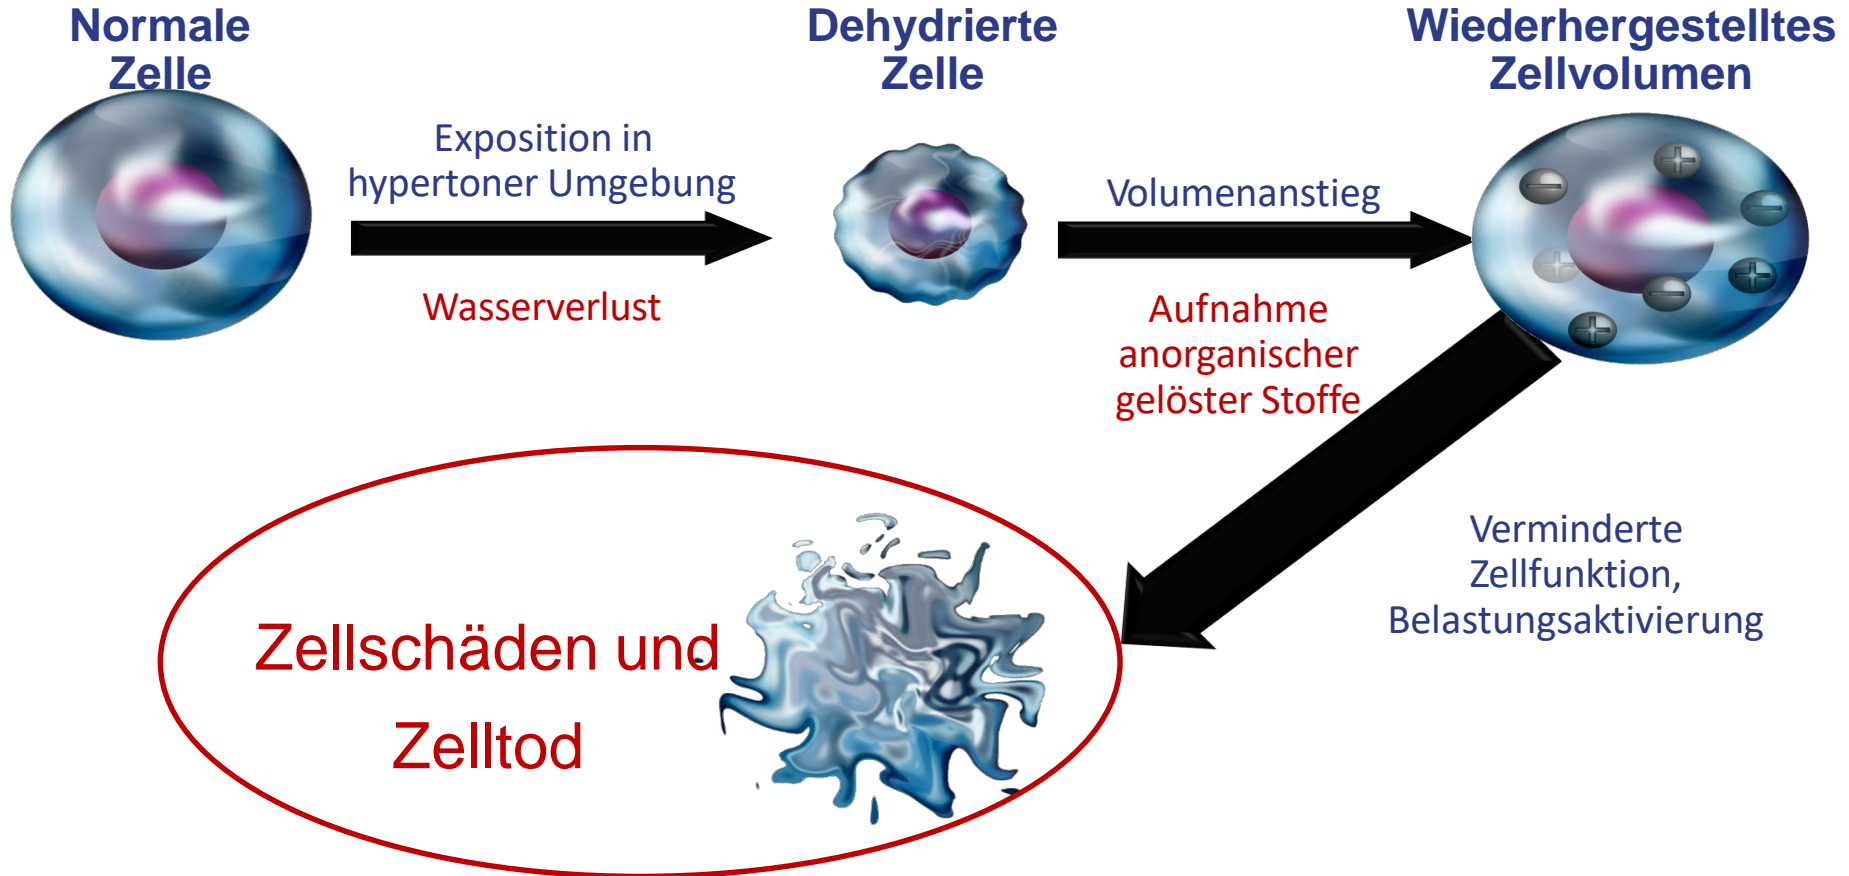 Normale
Zelle
Exposition in
hypertoner Umgebung
Wasserverlust
Dehydrierte
Zelle
Volumenanstieg
Aufnahme
anorganischer
gelöster Stoffe
Wiederhergestelltes
Zellvolumen
Verminderte
Zellfunktion,
Belastungsaktivierung
Zellschäden und
Zelltod